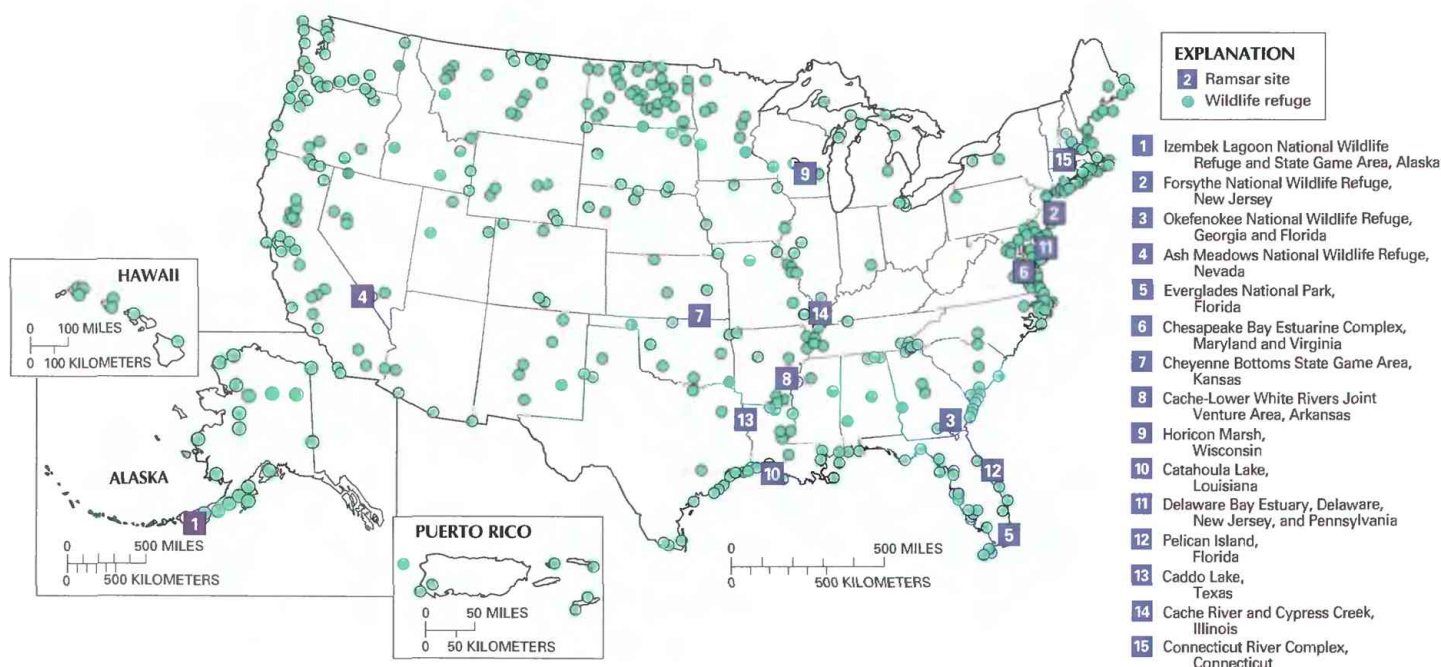 EXPLANATION
2 Ramsar site
Wildlife refuge
1 Izembek Lagoon National Wildlife
Refuge and State Game Area, Alaska
2 Forsythe National Wildlife Refuge,
New Jersey
3 Okefenokee National Wildlife Refuge,
Georgia and Florida
4 Ash Meadows National Wildlife Refuge,
Nevada
5 Everglades National Park,
Florida
6 Chesapeake Bay Estuarine Complex,
Maryland and Virginia
7 Cheyenne Bottoms State Game Area,
Kansas
8 Cache-Lower White Rivers Joint
Venture Area, Arkansas
9 Horicon Marsh,
Wisconsin
10 Catahoula Lake,
Louisiana
11 Delaware Bay Estuary, Delaware,
New Jersey, and Pennsylvania
12 Pelican Island,
Florida
13 Caddo Lake,
Texas
14 Cache River and Cypress Creek,
Illinois
15 Connecticut River Complex,
Connecticut
15
9
2
11
6
4
7
14
8
13
3
10
12
5
HAWAII
0 100 MILES
0 100 KILOMETERS
ALASKA
1
0 500 MILES
0 500 KILOMETERS
PUERTO RICO
0 50 MILES
0 50 KILOMETERS
0 500 MILES
0 500 KILOMETERS